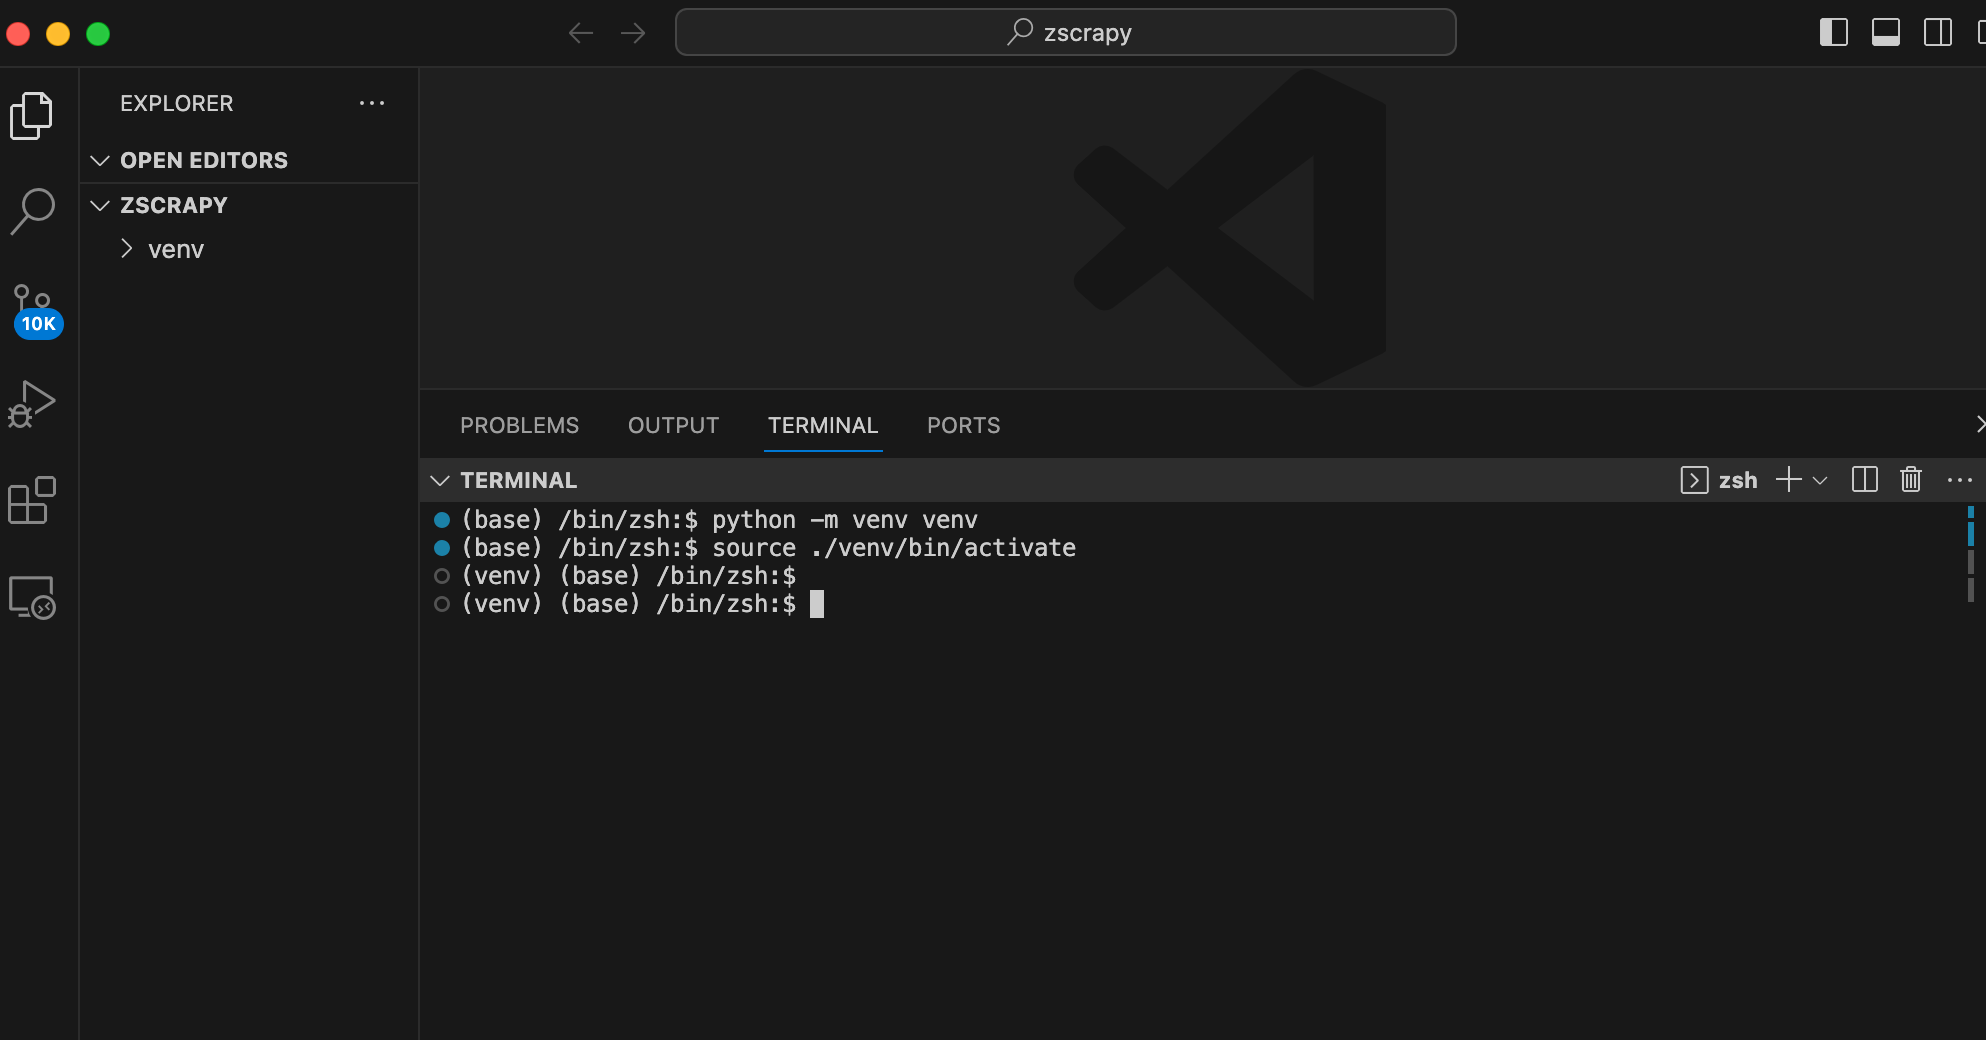 zscrapy
EXPLORER
OPEN EDITORS
ZSCRAPY
venv
10K
PROBLEMS OUTPUT TERMINAL PORTS
TERMINAL
zsh
(base) /bin/zsh:$ python -m venv venv
(base) /bin/zsh:$ source ./venv/bin/activate
(venv) (base) /bin/zsh:$
(venv) (base) /bin/zsh:$